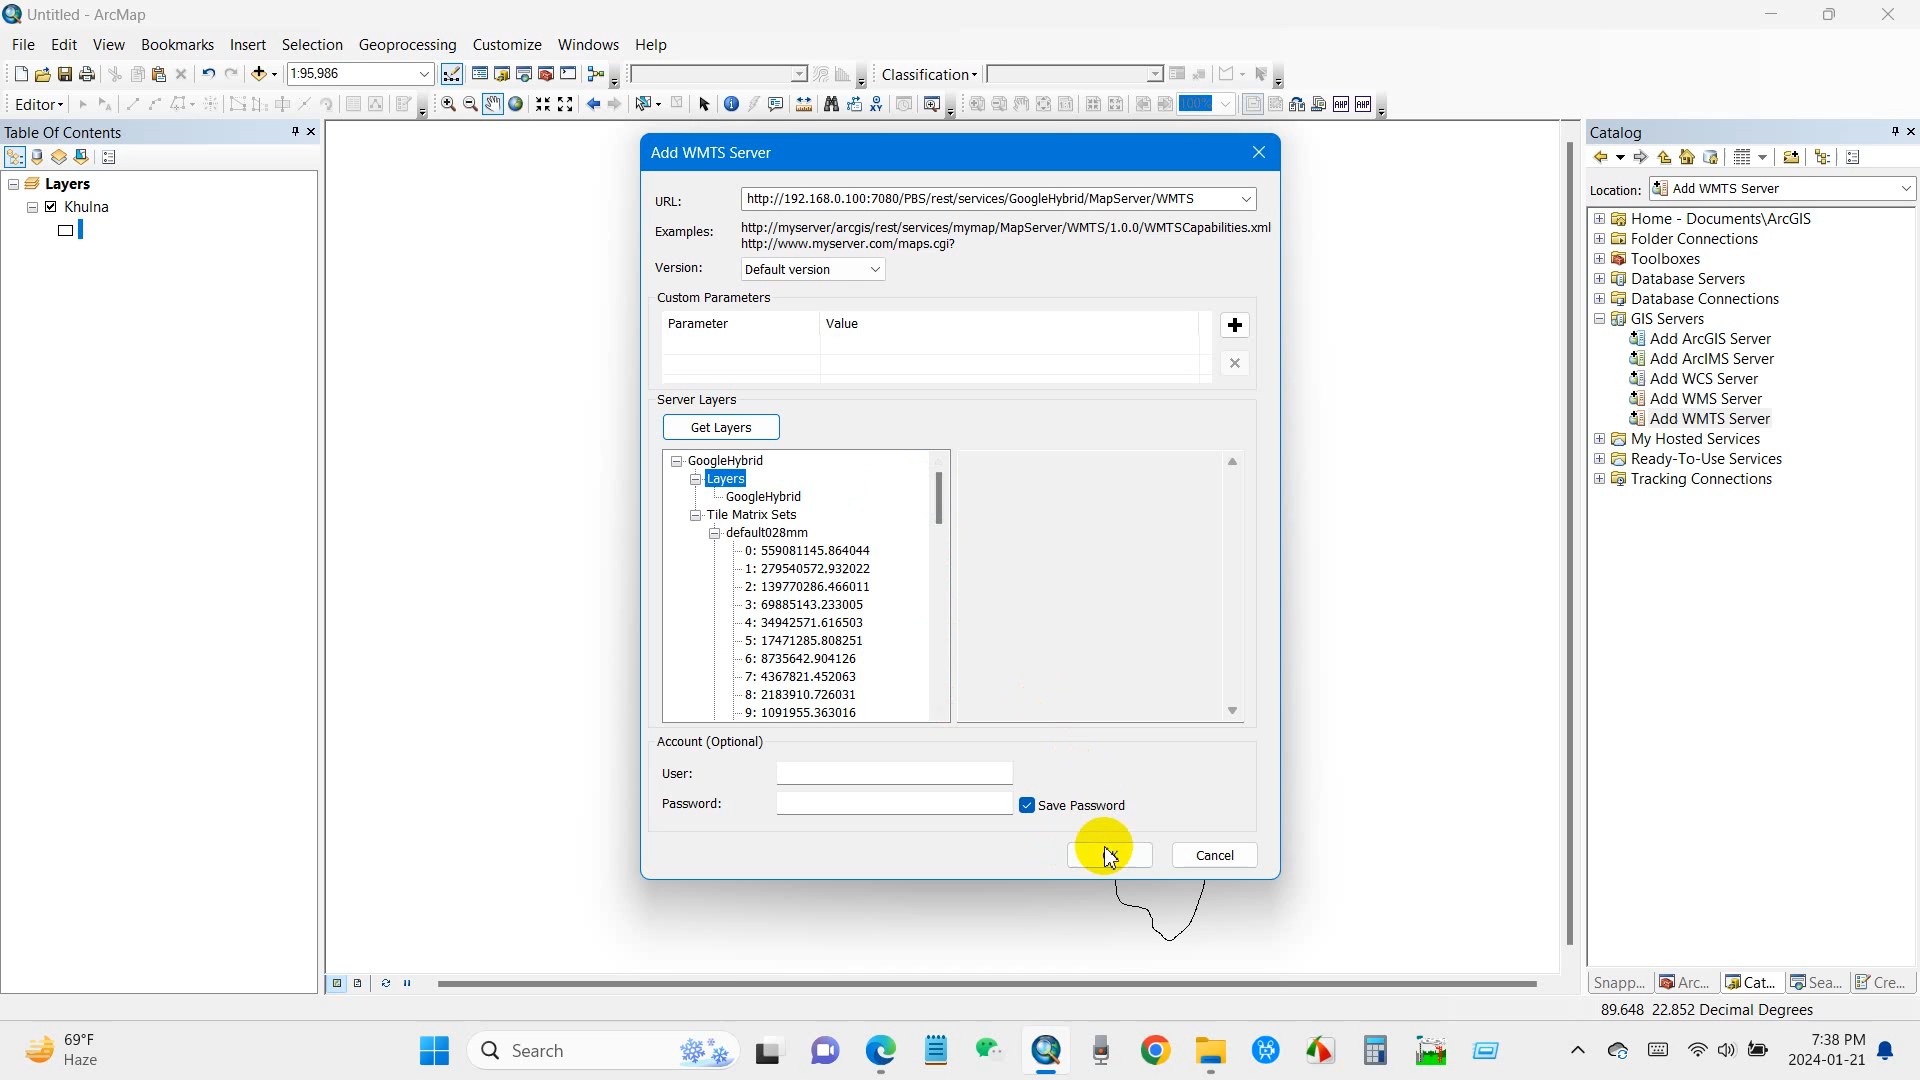 Untitled - ArcMap
File Edit View Bookmarks Insert Selection Geoprocessing Customize Windows Help
1:95,986
Classification
Editor
100%
Table Of Contents
Layers
Khulna
Add WMTS Server
URL: http://192.168.0.100:7080/PBS/rest/services/GoogleHybrid/MapServer/WMTS
Examples: http://myserver/arcgis/rest/services/mymap/MapServer/WMTS/1.0.0/WMTSCapabilities.xml
http://www.myserver.com/maps.cgi?
Version: Default version
Custom Parameters
Parameter Value
Server Layers
Get Layers
GoogleHybrid
Layers
GoogleHybrid
Tile Matrix Sets
default028mm
0: 559081145.864044
1: 279540572.932022
2: 139770286.466011
3: 69885143.233005
4: 34942571.616503
5: 17471285.808251
6: 8735642.904126
7: 4367821.452063
8: 2183910.726031
9: 1091955.363016
Account (Optional)
User:
Password: Save Password
Cancel
Catalog
Location: Add WMTS Server
Home - Documents\ArcGIS
Folder Connections
Toolboxes
Database Servers
Database Connections
GIS Servers
Add ArcGIS Server
Add ArcIMS Server
Add WCS Server
Add WMS Server
Add WMTS Server
My Hosted Services
Ready-To-Use Services
Tracking Connections
Snapp... Arc... Cat... Sea... Cre...
89.648 22.852 Decimal Degrees
69°F
Haze
Search
7:38 PM
2024-01-21